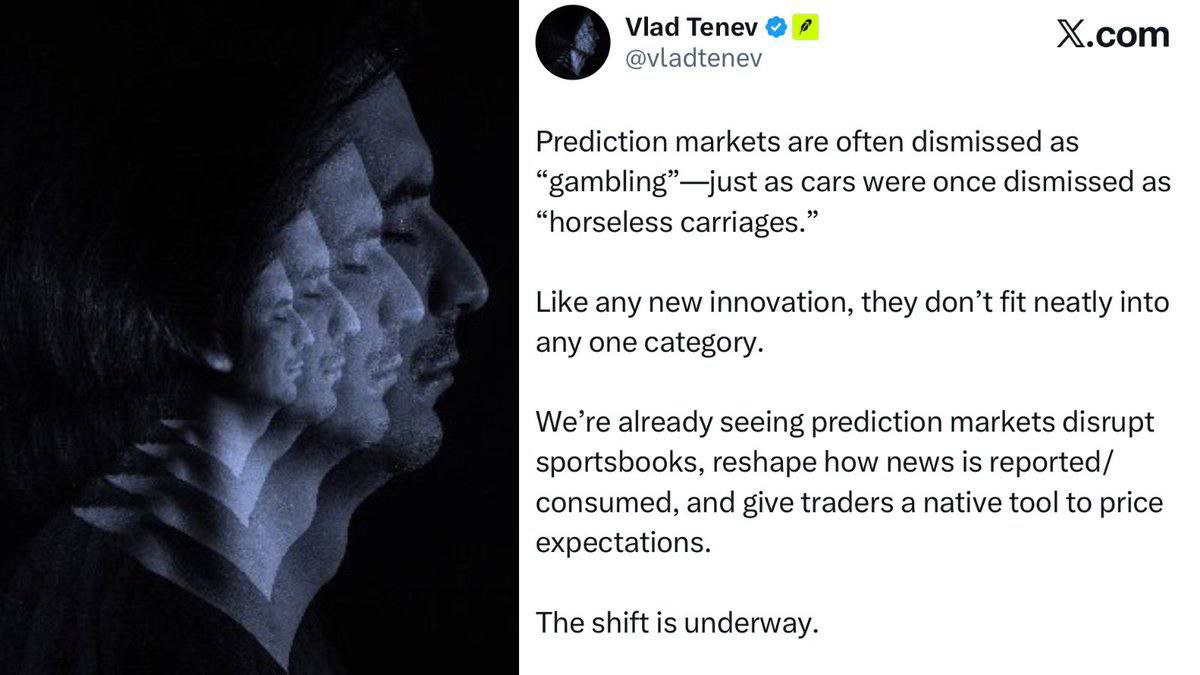 Vlad Tenev
@vladtenev
X.com
Prediction markets are often dismissed as
“gambling”—just as cars were once dismissed as
“horseless carriages.”
Like any new innovation, they don’t fit neatly into
any one category.
We’re already seeing prediction markets disrupt
sportsbooks, reshape how news is reported/
consumed, and give traders a native tool to price
expectations.
The shift is underway.